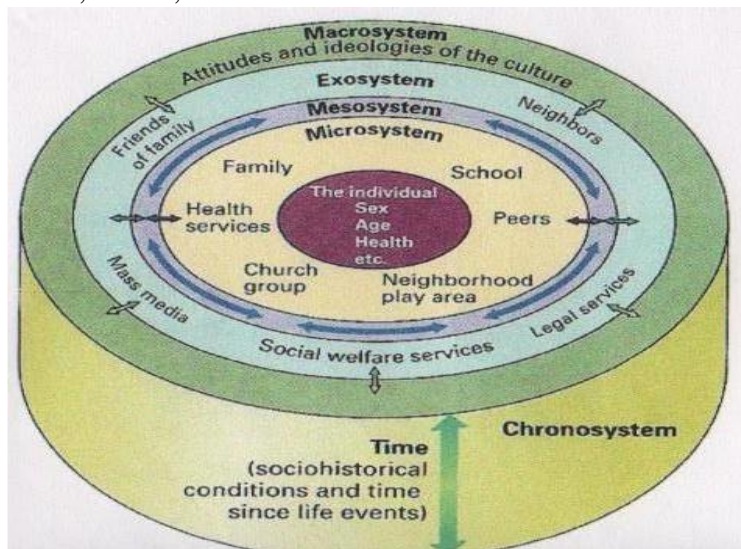 Macrosystem
Attitudes and ideologies of the culture
Exosystem
Mesosystem
Microsystem
Friends
of family
Neighbors
Family
School
The individual
Sex
Age
Health
etc.
Health
services
Peers
Church
group
Neighborhood
play area
Mass media
Social welfare services
Legal services
Chronosystem
Time
(sociohistorical
conditions and time
since life events)